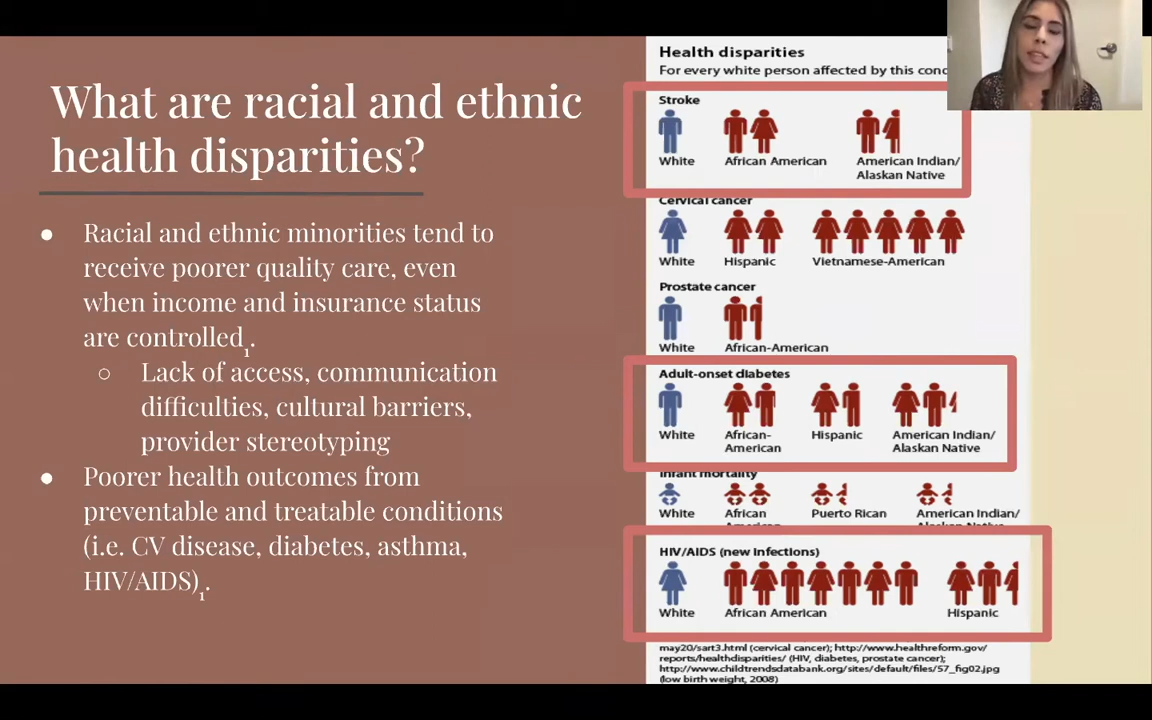 What are racial and ethnic
health disparities?
● Racial and ethnic minorities tend to
receive poorer quality care, even
when income and insurance status
are controlled1.
○ Lack of access, communication
difficulties, cultural barriers,
provider stereotyping
● Poorer health outcomes from
preventable and treatable conditions
(i.e. CV disease, diabetes, asthma,
HIV/AIDS)1.
Health disparities
For every white person affected by this
Stroke
White African American American Indian/
Alaskan Native
Cervical cancer
White Hispanic Vietnamese-American
Prostate cancer
White African-American
Adult-onset diabetes
White African- Hispanic American Indian/
American Alaskan Native
Infant mortality
White African Puerto Rican American Indian/
American Alaskan Native
HIV/AIDS (new infections)
White African American Hispanic
may20/sart3.html (cervical cancer); http://www.healthreform.gov/
reports/healthdisparities/ (HIV, diabetes, prostate cancer);
http://www.childtrendsdatabank.org/sites/default/files/57_fig02.jpg
(low birth weight, 2008)